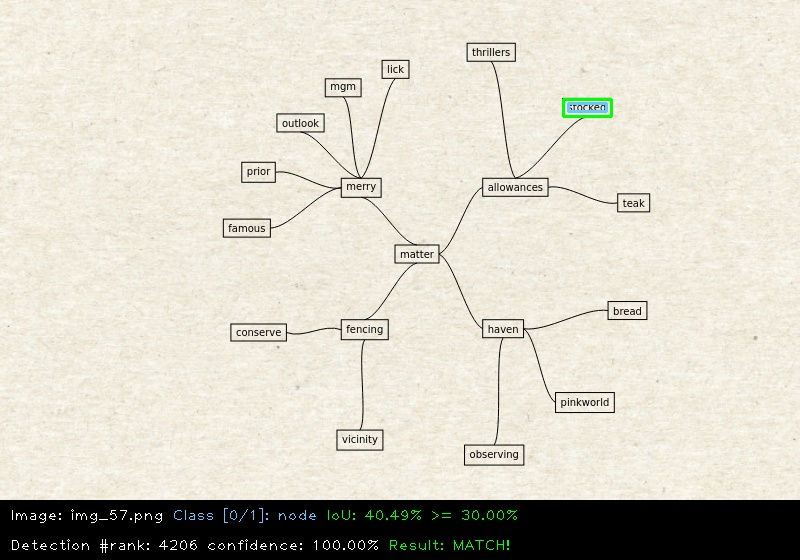 thrillers
lick
mgm
stocked
outlook
prior
merry
allowances
teak
famous
matter
bread
fencing
haven
conserve
pinkworld
vicinity
observing
Image: img_57.png Class [0/1]: node IoU: 40.49% >= 30.00%
Detection #rank: 4206 confidence: 100.00% Result: MATCH!